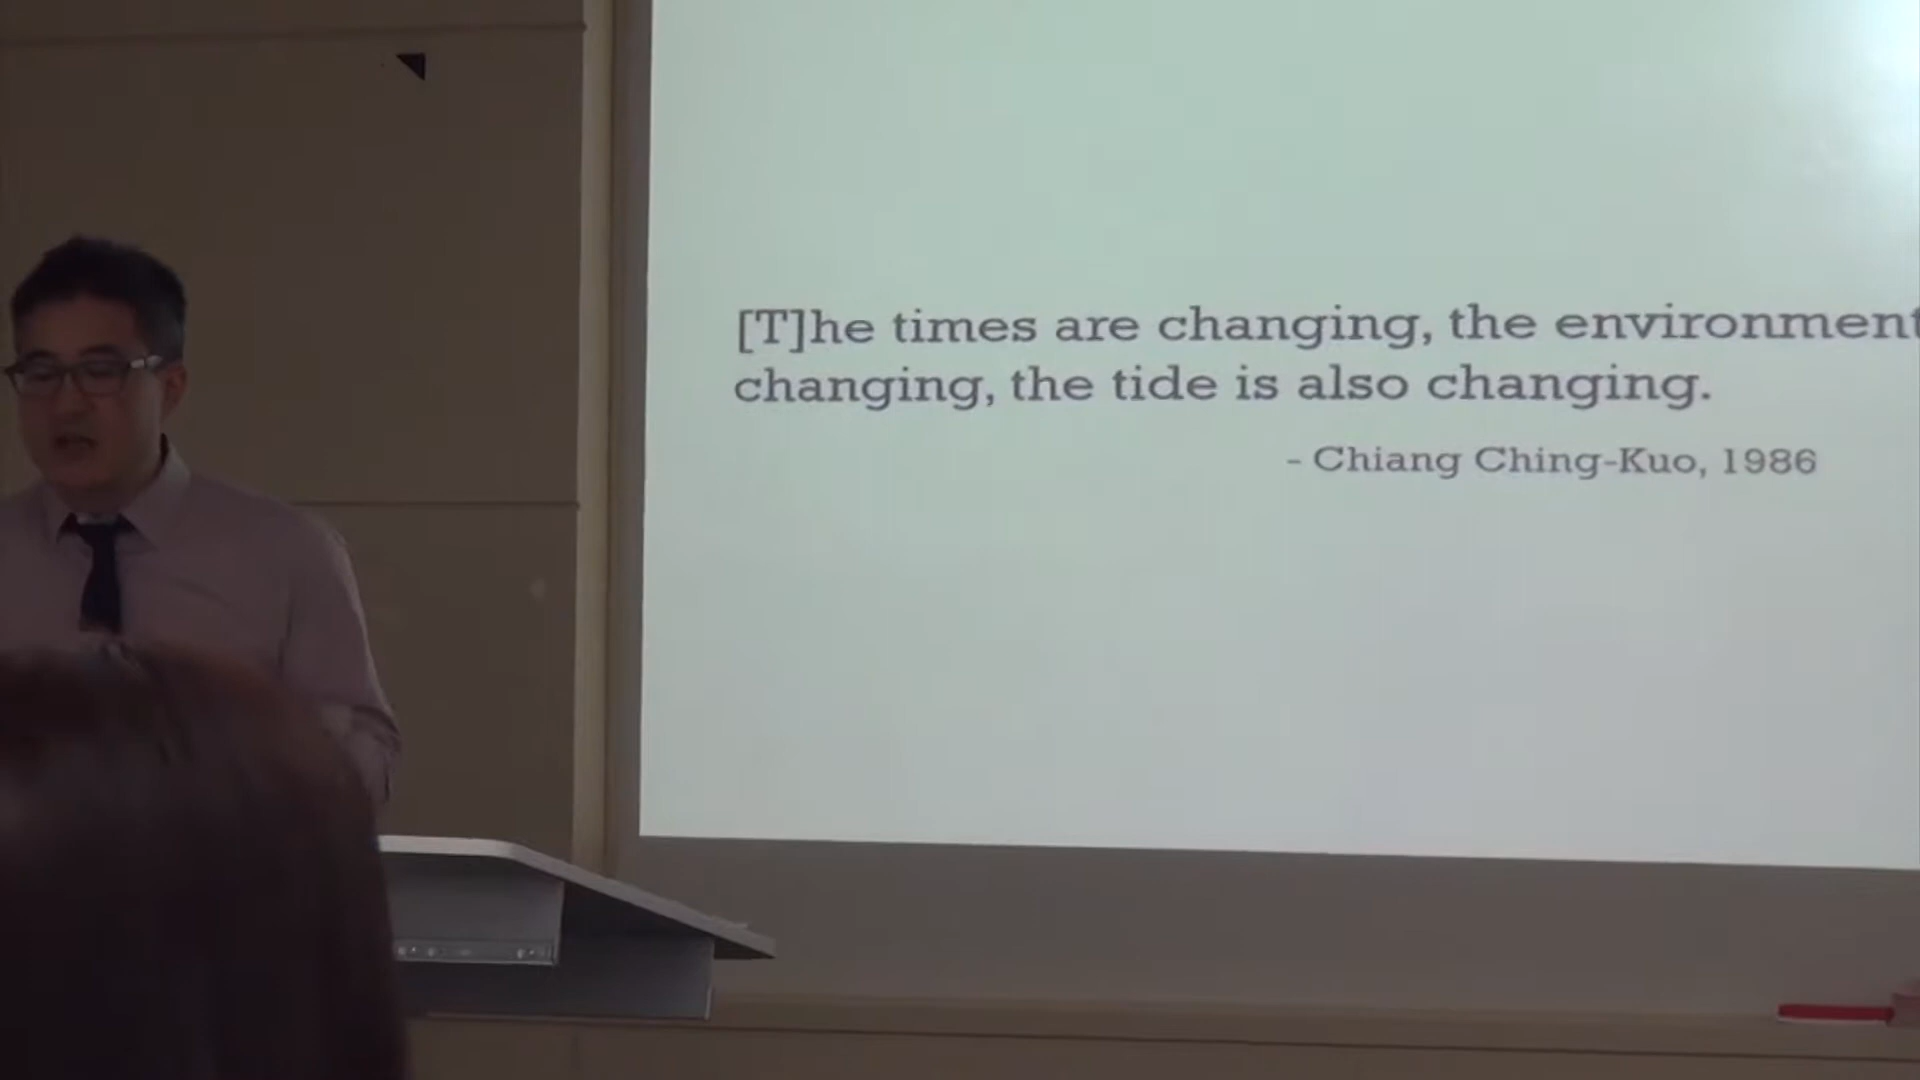 [T]he times are changing, the environment
changing, the tide is also changing.
- Chiang Ching-Kuo, 1986